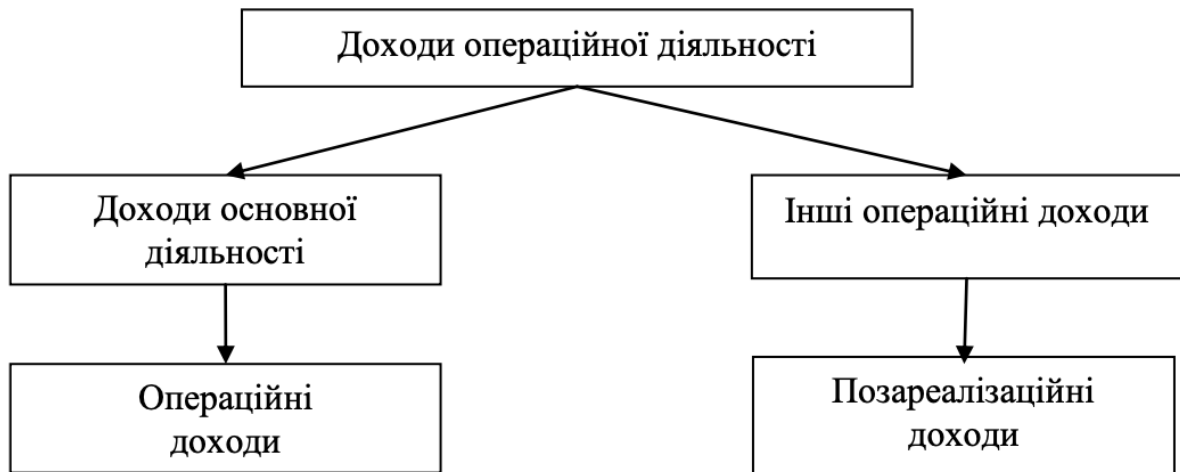 Доходи операційної діяльності
Доходи основної
діяльності
Інші операційні доходи
Операційні
доходи
Позареалізаційні
доходи